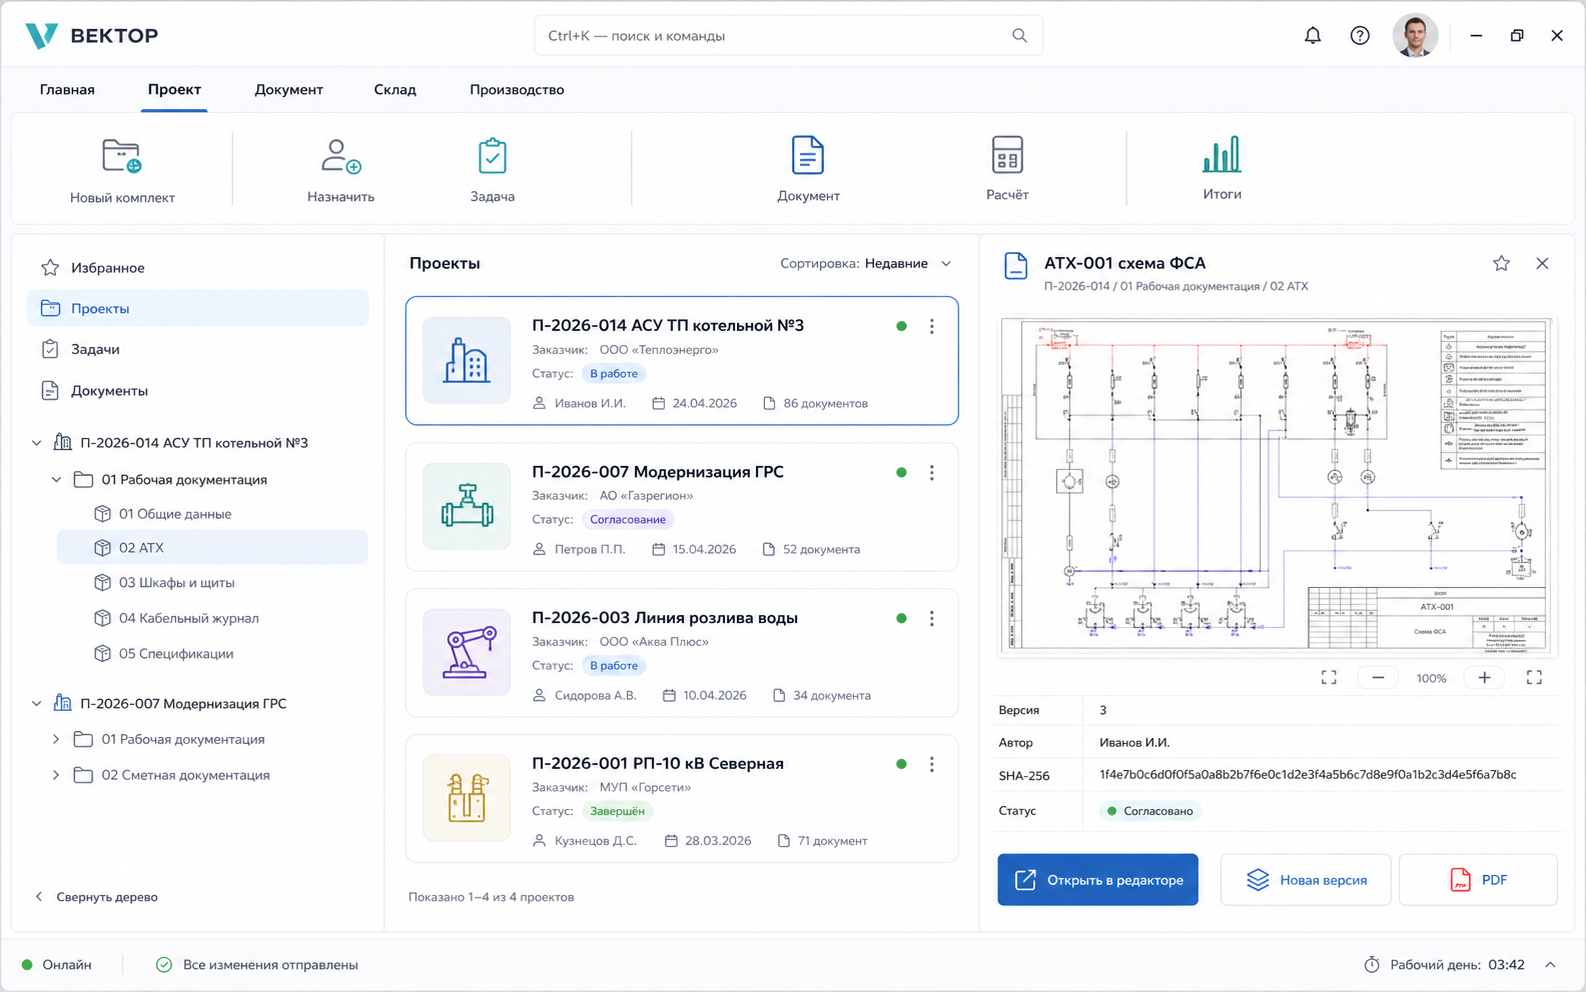 ВЕКТОР
Ctrl+K — поиск и команды
Главная
Проект
Документ
Склад
Производство
Новый комплект
Назначить
Задача
Документ
Расчёт
Итоги
Избранное
Проекты
Задачи
Документы
П-2026-014 АСУ ТП котельной №3
01 Рабочая документация
01 Общие данные
02 АТХ
03 Шкафы и щиты
04 Кабельный журнал
05 Спецификации
П-2026-007 Модернизация ГРС
01 Рабочая документация
02 Сметная документация
Свернуть дерево
Проекты
Сортировка: Недавние
П-2026-014 АСУ ТП котельной №3
Заказчик: ООО «Теплоэнерго»
Статус: В работе
Иванов И.И. 24.04.2026 86 документов
П-2026-007 Модернизация ГРС
Заказчик: АО «Газрегион»
Статус: Согласование
Петров П.П. 15.04.2026 52 документа
П-2026-003 Линия розлива воды
Заказчик: ООО «Аква Плюс»
Статус: В работе
Сидорова А.В. 10.04.2026 34 документа
П-2026-001 РП-10 кВ Северная
Заказчик: МУП «Горсети»
Статус: Завершён
Кузнецов Д.С. 28.03.2026 71 документ
Показано 1–4 из 4 проектов
АТХ-001 схема ФСА
П-2026-014 / 01 Рабочая документация / 02 АТХ
АТХ-001
Схема ФСА
100%
Версия 3
Автор Иванов И.И.
SHA-256 1f4e7b0c6d0f0f5a0a8b2b7f6e0c1d2e3f4a5b6c7d8e9f0a1b2c3d4e5f6a7b8c
Статус Согласовано
Открыть в редакторе
Новая версия
PDF
Онлайн
Все изменения отправлены
Рабочий день: 03:42